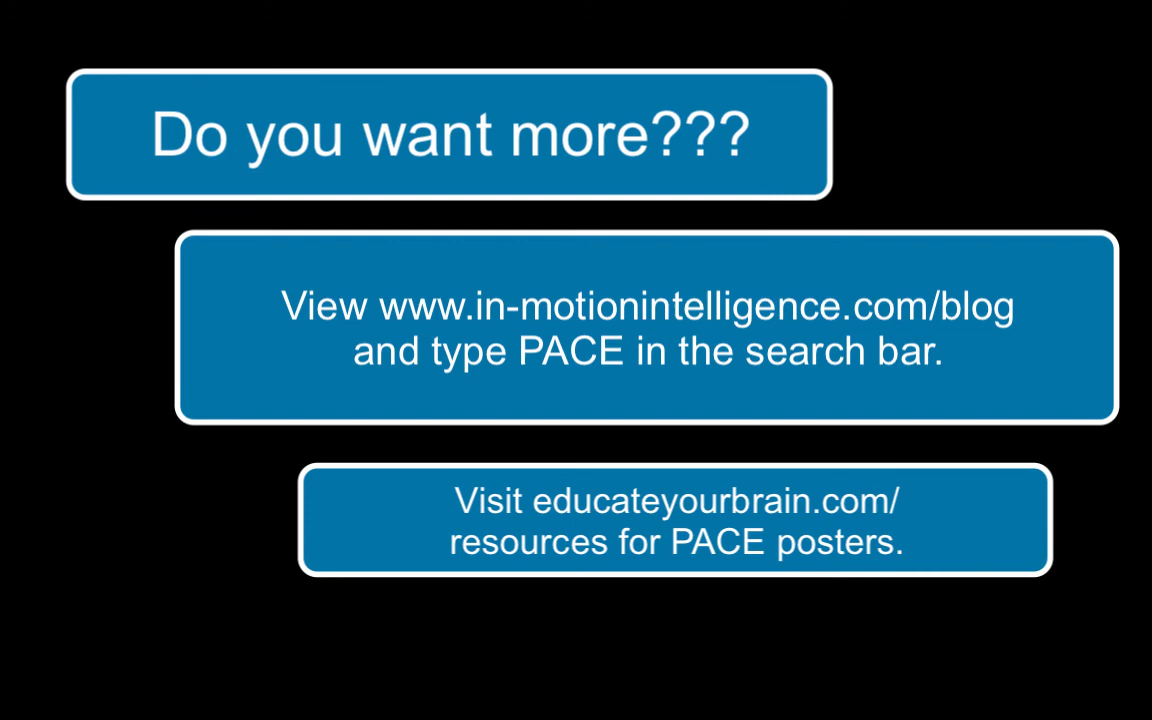 Do you want more???
View www.in-motionintelligence.com/blog
and type PACE in the search bar.
Visit educateyourbrain.com/
resources for PACE posters.